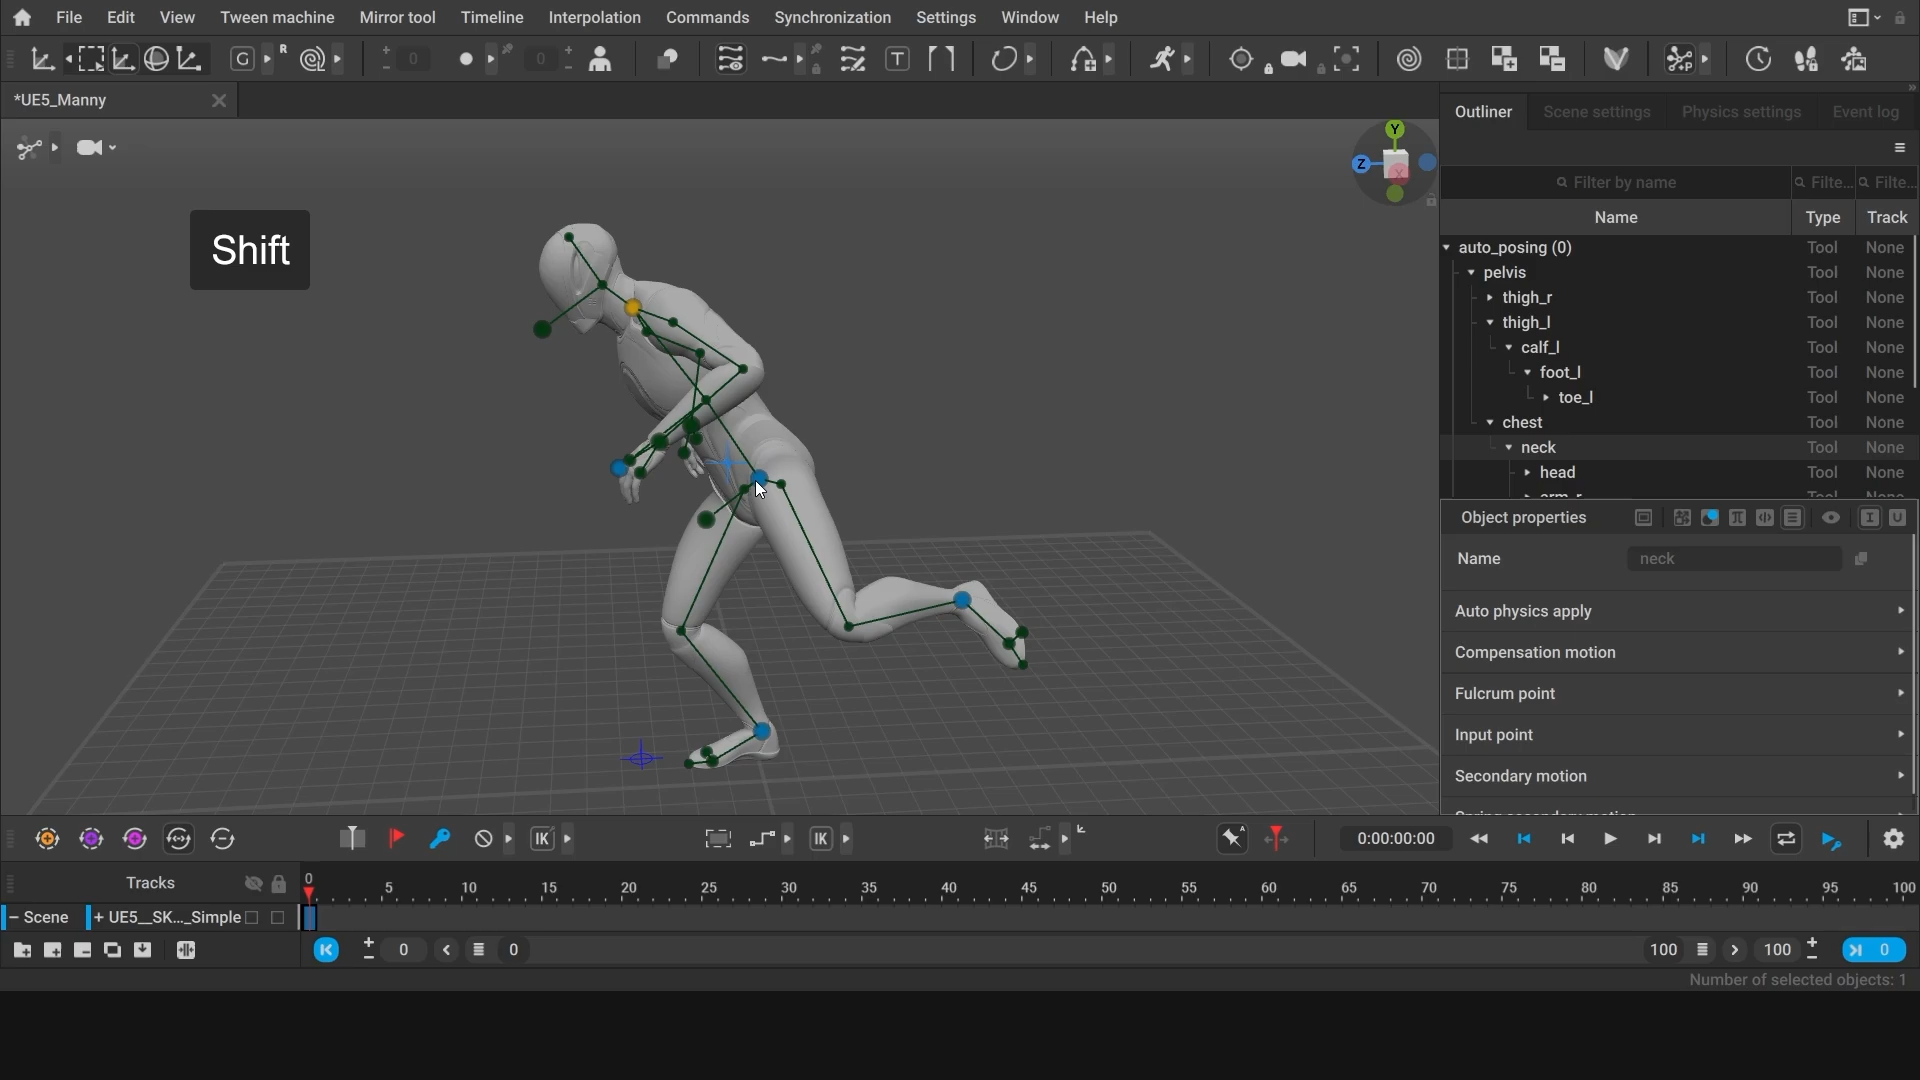 File Edit View Tween machine Mirror tool Timeline Interpolation Commands Synchronization Settings Window Help
G R 0 0 T
*UE5_Manny
Outliner Scene settings Physics settings Event log
Y
Z
X
Shift
Filter by name Filte... Filte...
Name Type Track
auto_posing (0) Tool None
pelvis Tool None
thigh_r Tool None
thigh_l Tool None
calf_l Tool None
foot_l Tool None
toe_l Tool None
chest Tool None
neck Tool None
head Tool None
Object properties
Name neck
Auto physics apply
Compensation motion
Fulcrum point
Input point
Secondary motion
IK IK A 0:00:00:00
Tracks 0 5 10 15 20 25 30 35 40 45 50 55 60 65 70 75 80 85 90 95 100
− Scene + UE5__SK..._Simple
0 0 100 100 0
Number of selected objects: 1